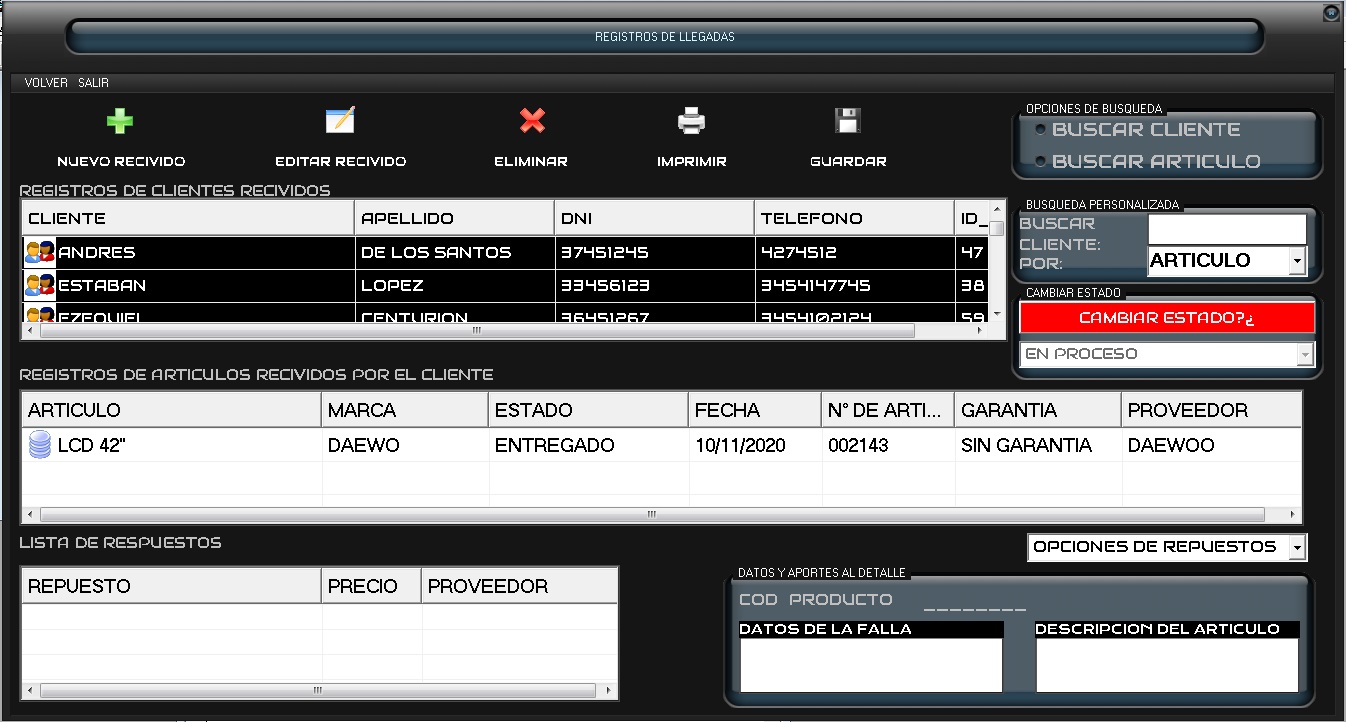 REGISTROS DE LLEGADAS
VOLVER SALIR
NUEVO RECIVIDO EDITAR RECIVIDO ELIMINAR IMPRIMIR GUARDAR
OPCIONES DE BUSQUEDA
BUSCAR CLIENTE
BUSCAR ARTICULO
REGISTROS DE CLIENTES RECIVIDOS
CLIENTE APELLIDO DNI TELEFONO ID_
ANDRES DE LOS SANTOS 37451245 4274512 47
ESTABAN LOPEZ 33456123 3454147745 38
EZEQUIEL CENTURION 36451267 3454102124 59
BUSQUEDA PERSONALIZADA
BUSCAR
CLIENTE:
POR:
ARTICULO
CAMBIAR ESTADO
CAMBIAR ESTADO?¿
EN PROCESO
REGISTROS DE ARTICULOS RECIVIDOS POR EL CLIENTE
ARTICULO MARCA ESTADO FECHA N° DE ARTI... GARANTIA PROVEEDOR
LCD 42" DAEWO ENTREGADO 10/11/2020 002143 SIN GARANTIA DAEWOO
LISTA DE RESPUESTOS
OPCIONES DE REPUESTOS
REPUESTO PRECIO PROVEEDOR
DATOS Y APORTES AL DETALLE
COD PRODUCTO ________
DATOS DE LA FALLA DESCRIPCION DEL ARTICULO